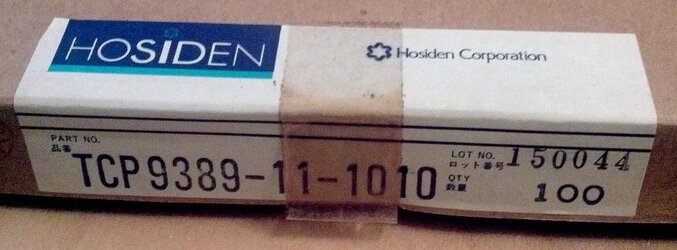 HOSIDEN
Hosiden Corporation
PART NO.
品番
TCP9389-11-1010
LOT NO. 150044
ロット番号
QTY 100
数量